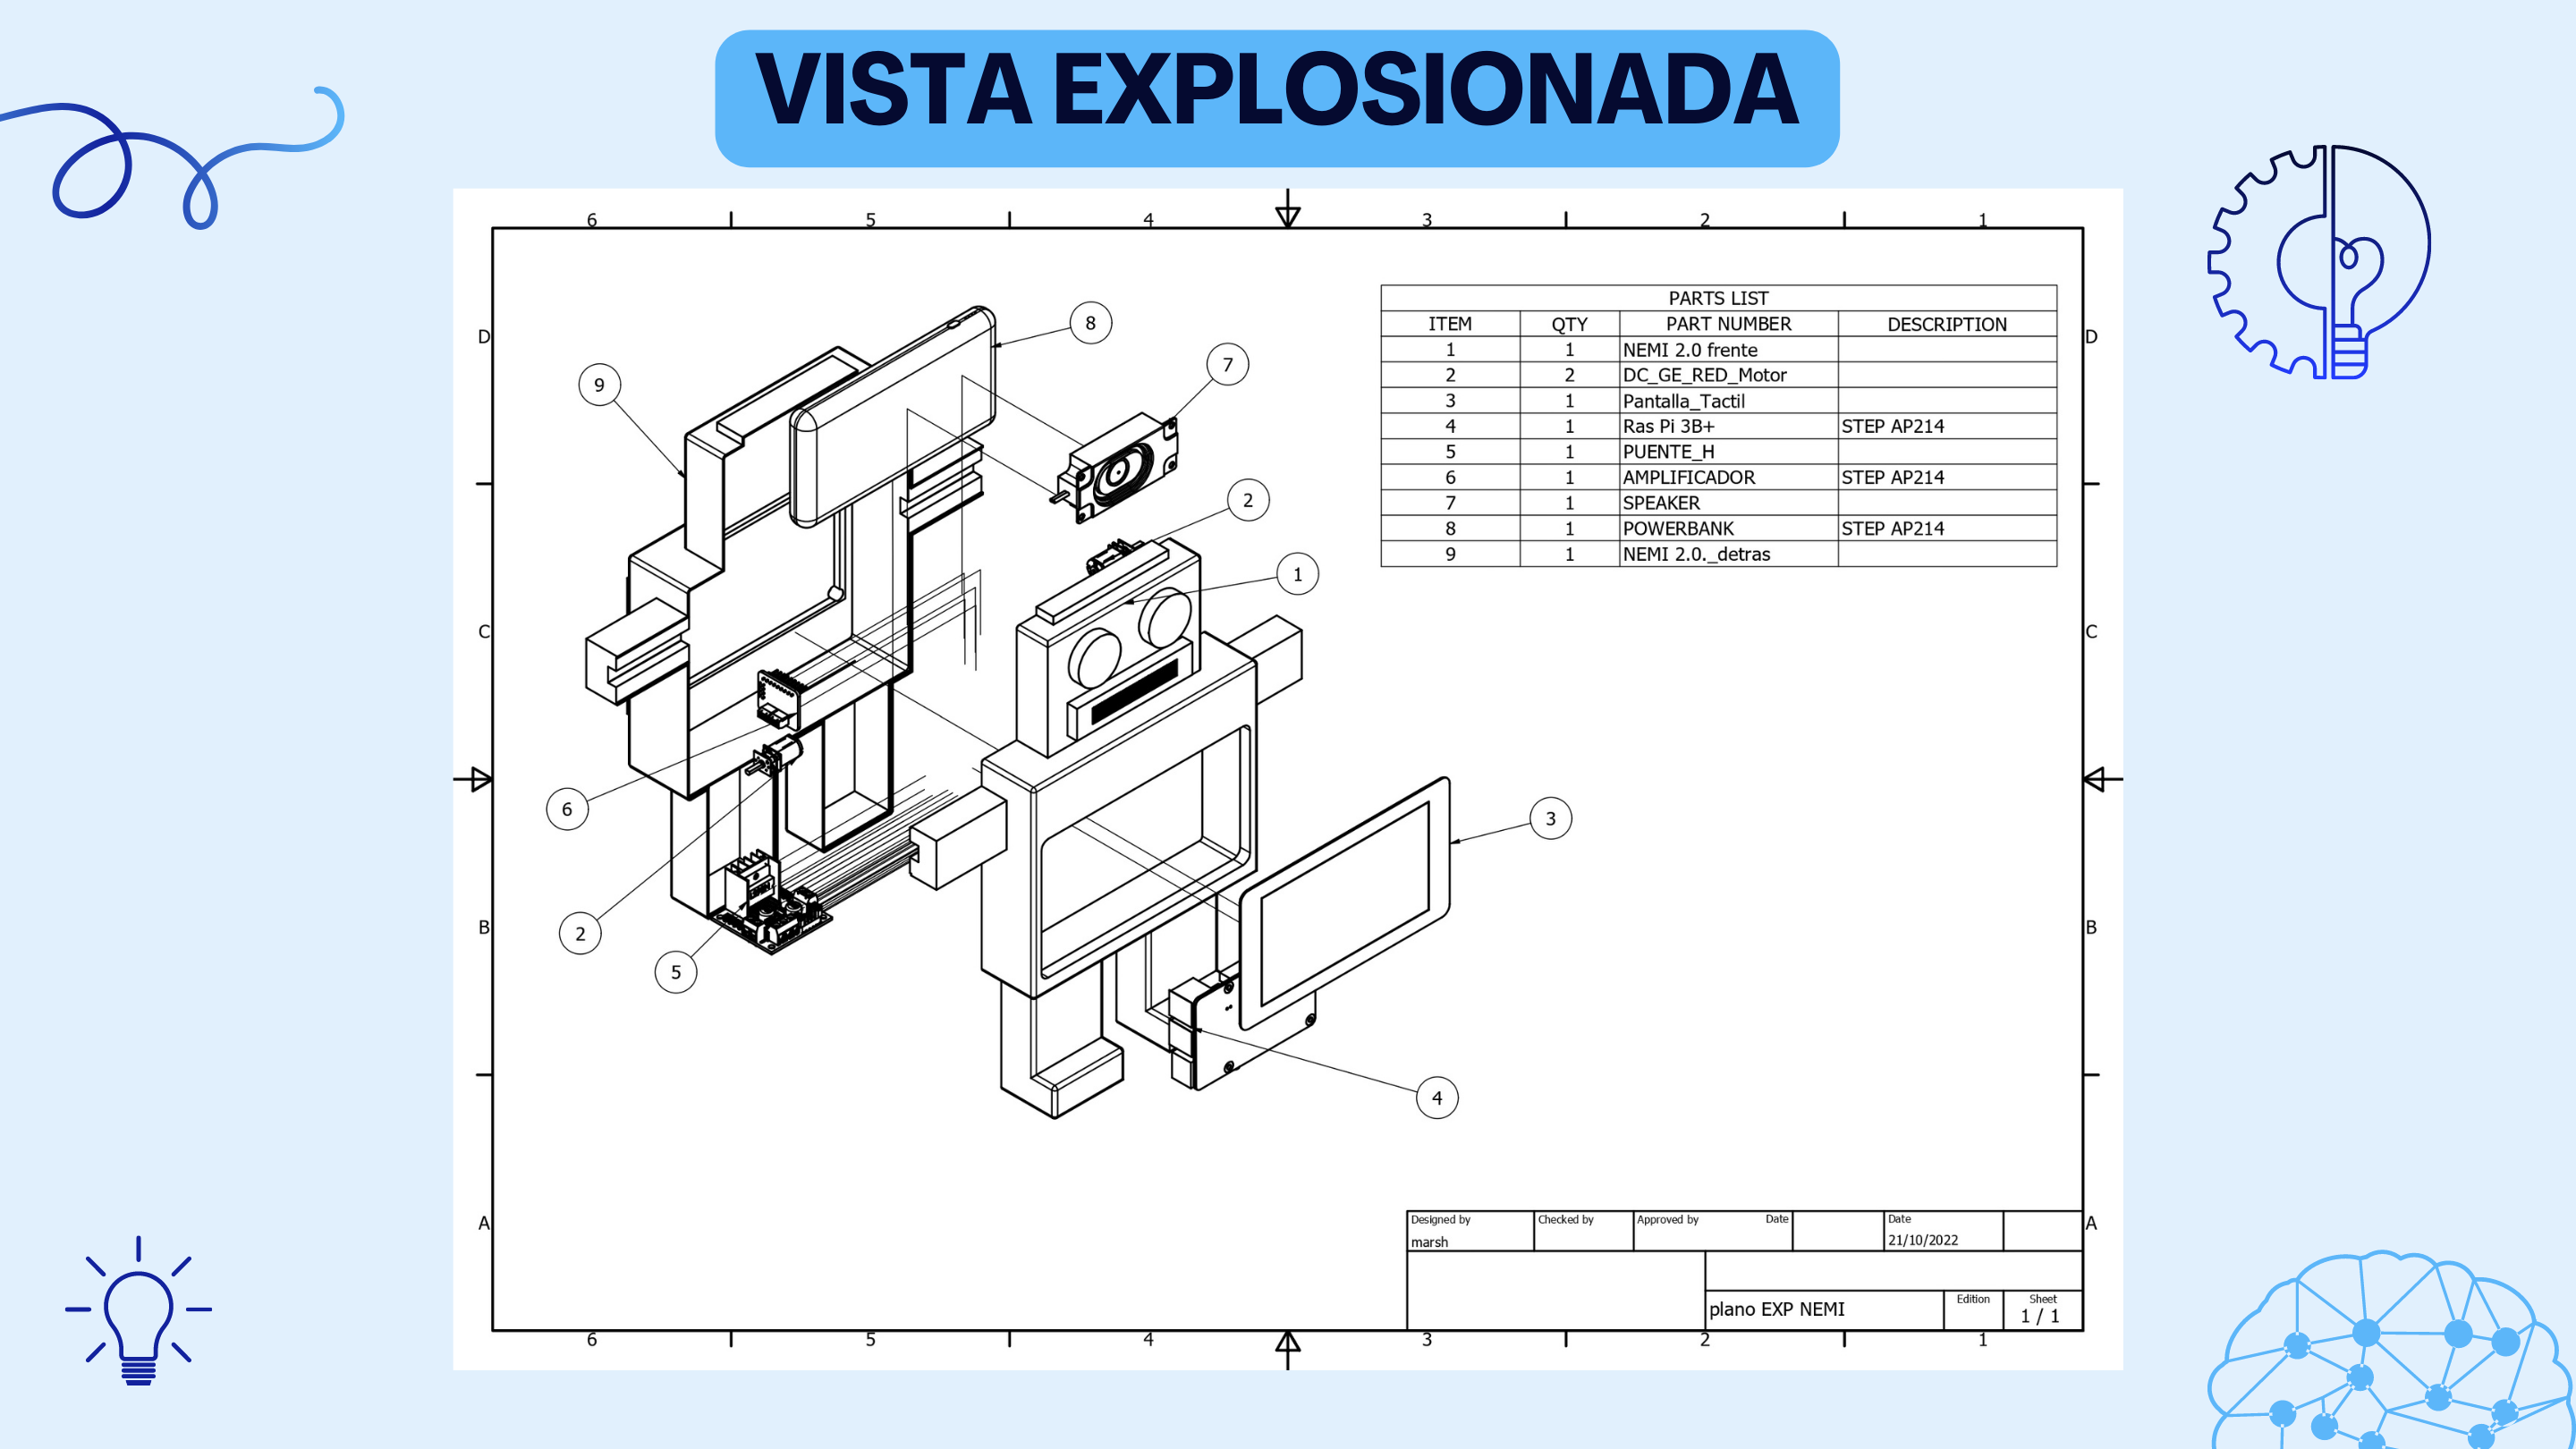 VISTA EXPLOSIONADA
6 5 4 3 2 1
D D
C C
B B
A A
PARTS LIST
ITEM QTY PART NUMBER DESCRIPTION
1 1 NEMI 2.0 frente
2 2 DC_GE_RED_Motor
3 1 Pantalla_Tactil
4 1 Ras Pi 3B+ STEP AP214
5 1 PUENTE_H
6 1 AMPLIFICADOR STEP AP214
7 1 SPEAKER
8 1 POWERBANK STEP AP214
9 1 NEMI 2.0._detras
8
7
9
2
1
6
3
2
5
4
Designed by Checked by Approved by Date Date
marsh 21/10/2022
Edition Sheet
plano EXP NEMI 1 / 1
6 5 4 3 2 1